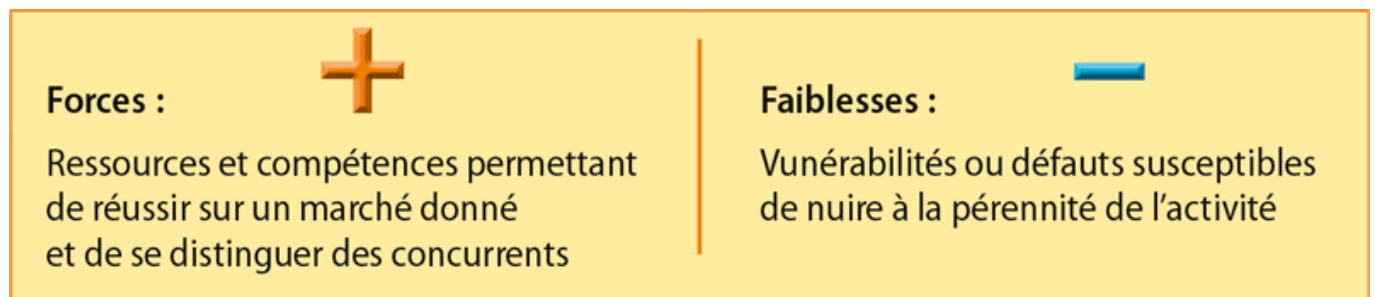 Forces :
Ressources et compétences permettant
de réussir sur un marché donné
et de se distinguer des concurrents
Faiblesses :
Vunérabilités ou défauts susceptibles
de nuire à la pérennité de l’activité